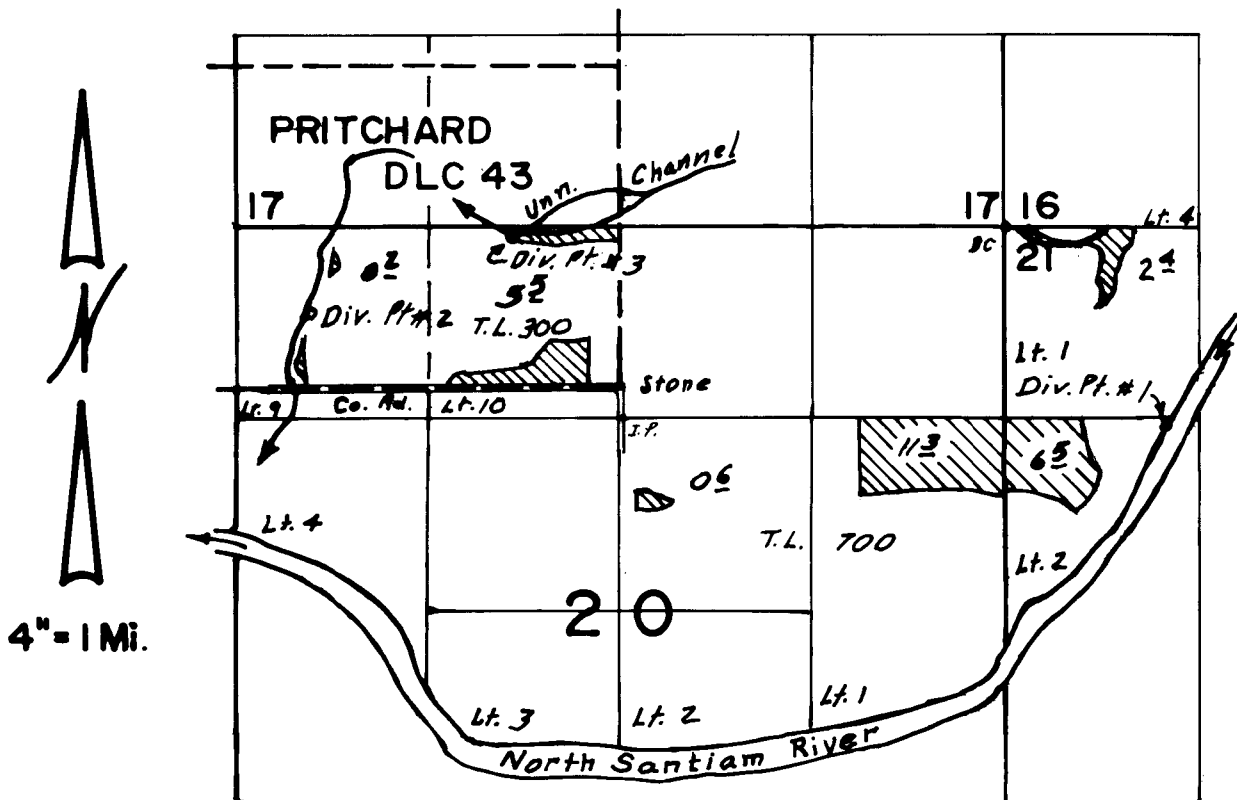 PRITCHARD
DLC 43
Unn. Channel
17
17 16
Lt. 4
21
2 4
Div. Pt. #3
5 5
Div. Pt. #2
T.L. 300
Lt. 1
Div. Pt. #1
Stone
Lt. 9 Co. Rd. Lt. 10
I.P.
11 3
6 5
0 6
Lt. 4
T.L. 700
Lt. 2
20
4" = 1 Mi.
Lt. 3
Lt. 2
Lt. 1
North Santiam River